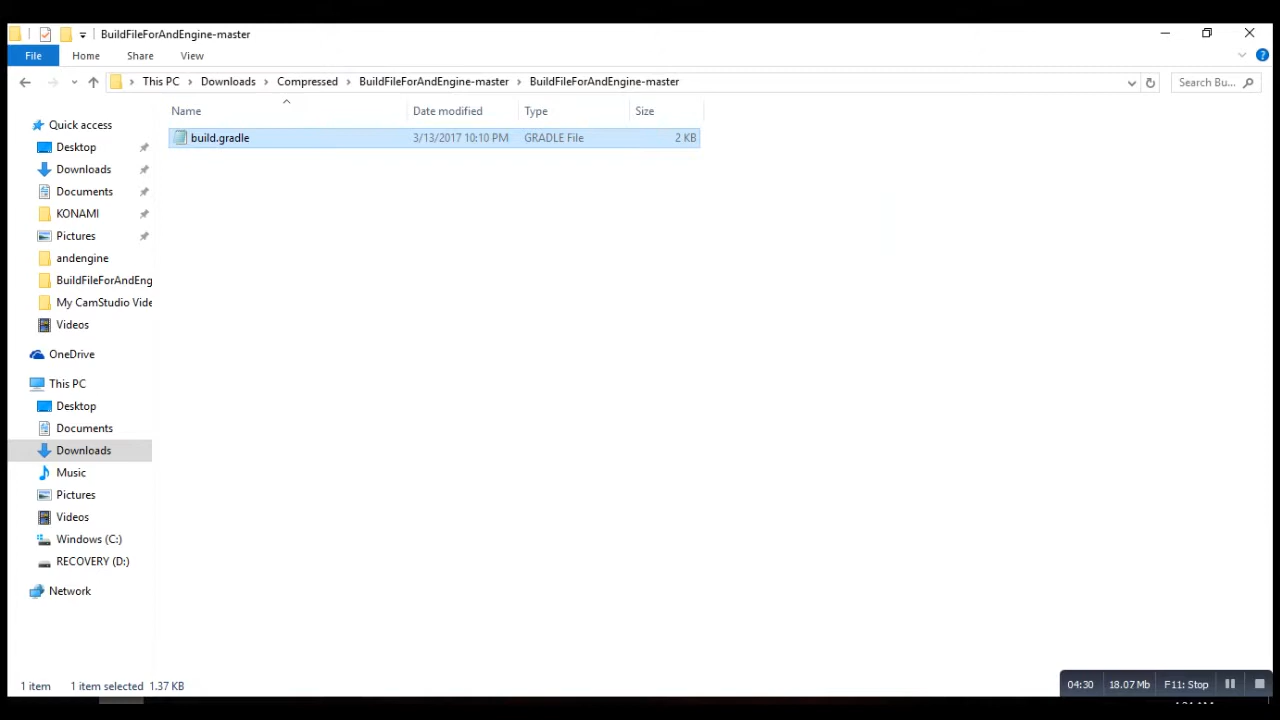 BuildFileForAndEngine-master
File Home Share View
This PC Downloads Compressed BuildFileForAndEngine-master BuildFileForAndEngine-master Search Bu...
Name Date modified Type Size
build.gradle 3/13/2017 10:10 PM GRADLE File 2 KB
Quick access
Desktop
Downloads
Documents
KONAMI
Pictures
andengine
BuildFileForAndEng
My CamStudio Vide
Videos
OneDrive
This PC
Desktop
Documents
Downloads
Music
Pictures
Videos
Windows (C:)
RECOVERY (D:)
Network
1 item 1 item selected 1.37 KB
04:30 18.07 Mb F11: Stop